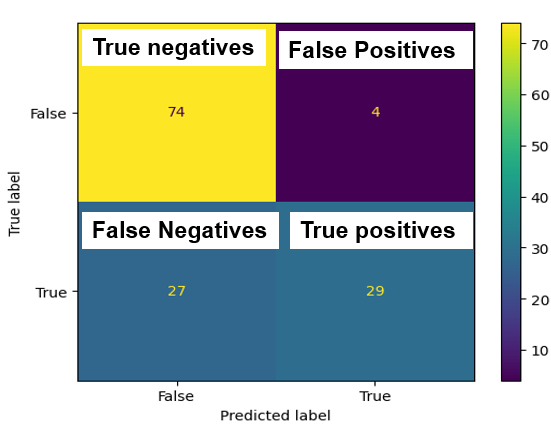 True negatives
False Positives
70
60
False
74
4
50
True label
40
False Negatives
True positives
30
True
27
29
20
10
False
True
Predicted label